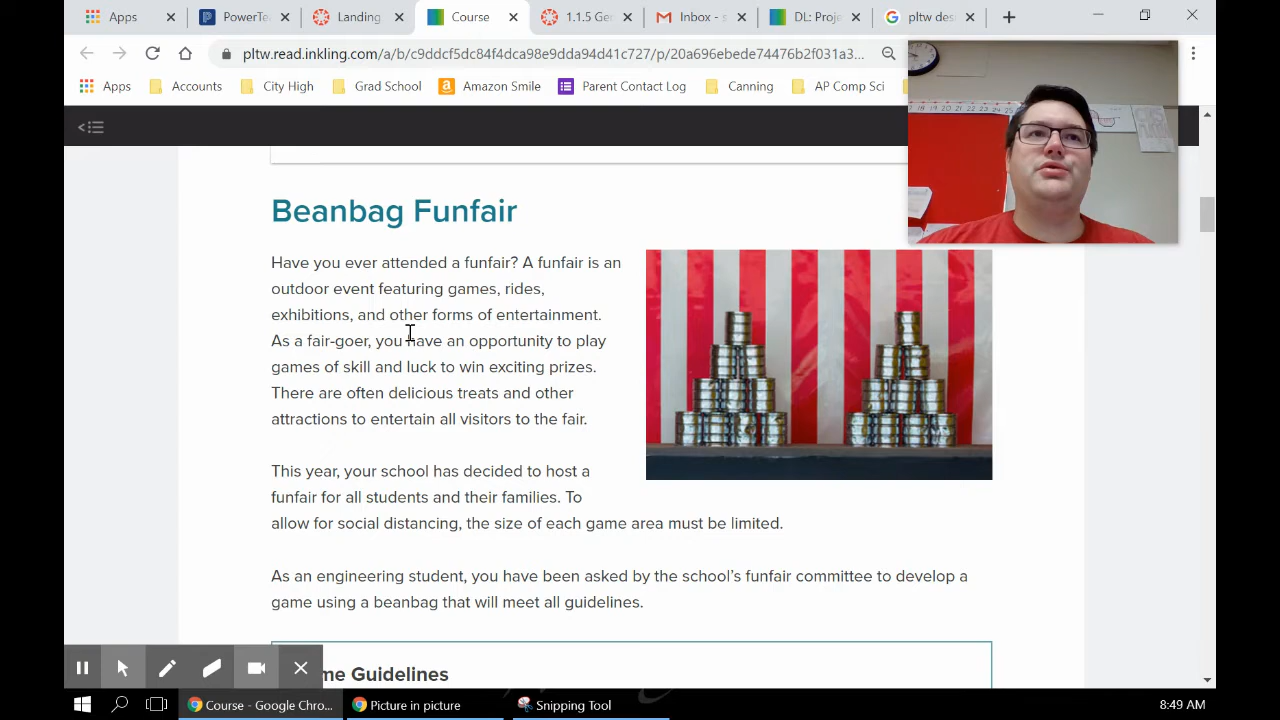 Apps
PowerTe
Landing
Course
1.1.5 Ge
Inbox - s
DL: Proje
pltw des
pltw.read.inkling.com/a/b/c9ddcf5dc84f4dca98e9dda94d41c727/p/20a696ebede74476b2f031a3...
Apps
Accounts
City High
Grad School
Amazon Smile
Parent Contact Log
Canning
AP Comp Sci
Beanbag Funfair
Have you ever attended a funfair? A funfair is an
outdoor event featuring games, rides,
exhibitions, and other forms of entertainment.
As a fair-goer, you have an opportunity to play
games of skill and luck to win exciting prizes.
There are often delicious treats and other
attractions to entertain all visitors to the fair.
This year, your school has decided to host a
funfair for all students and their families. To
allow for social distancing, the size of each game area must be limited.
As an engineering student, you have been asked by the school's funfair committee to develop a
game using a beanbag that will meet all guidelines.
me Guidelines
Course - Google Chro...
Picture in picture
Snipping Tool
8:49 AM